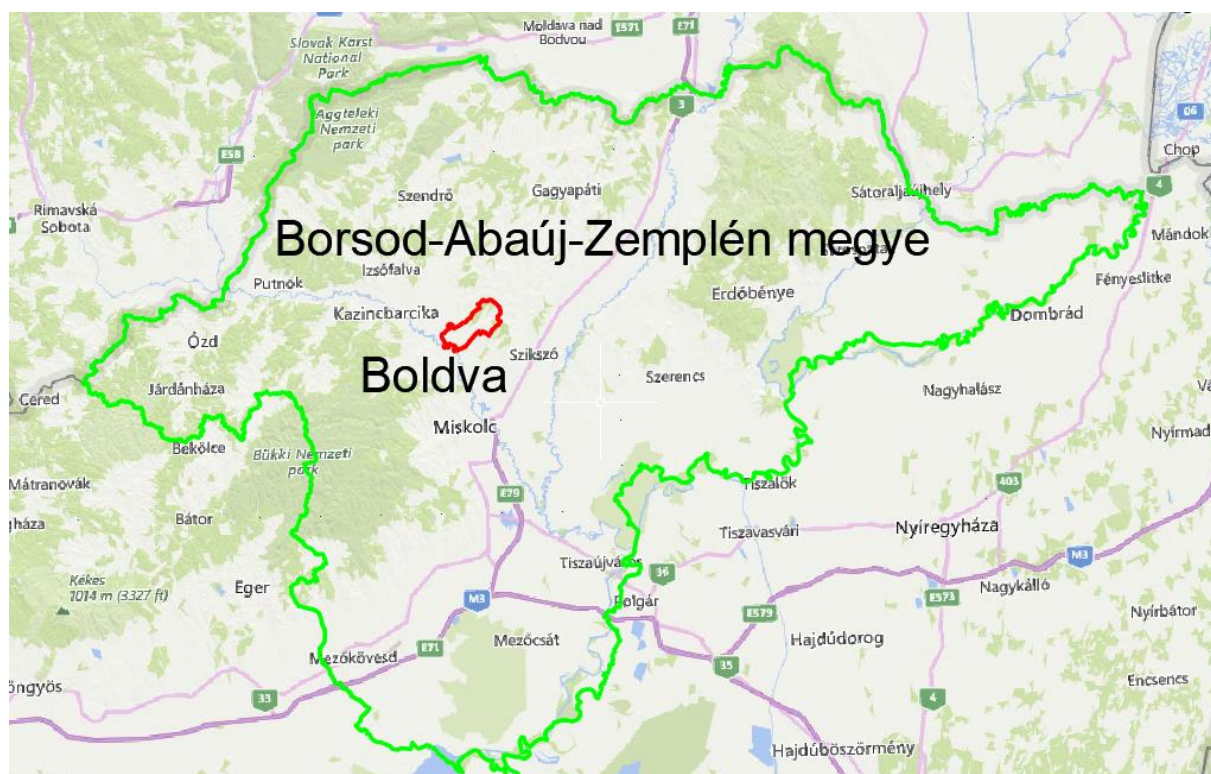 Moldava nad
Bodvou
E571
E71
Slovak Karst
National
Park
3
Aggteleki
Nemzeti
park
E58
Q6
Chop
Rimavská
Sobota
Szendrő
Gagyapáti
Sátoraljaújhely
4
Borsod-Abaúj-Zemplén megye
Mándok
Izsófalva
Putnok
Kazincbarcika
Erdőbénye
Fényeslitke
Dombrád
Ózd
Szikszó
Boldva
Szerencs
Cered
Járdánháza
Nagyhalász
Miskolc
Bekölce
Bükki Nemzeti
park
Nyírmad
Mátranovák
E79
Tiszalök
403
gháza
Bátor
Tiszavasvári
Nyíregyháza
Tiszaújváros
M3
Kékes
1014 m (3327 ft)
Eger
36
Nagykálló
M3
Polgár
E579
E573
Nyírbátor
Mezőcsát
Hajdúdorog
E71
Mezőkövesd
35
öngyös
33
4
Encsencs
Hajdúböszörmény